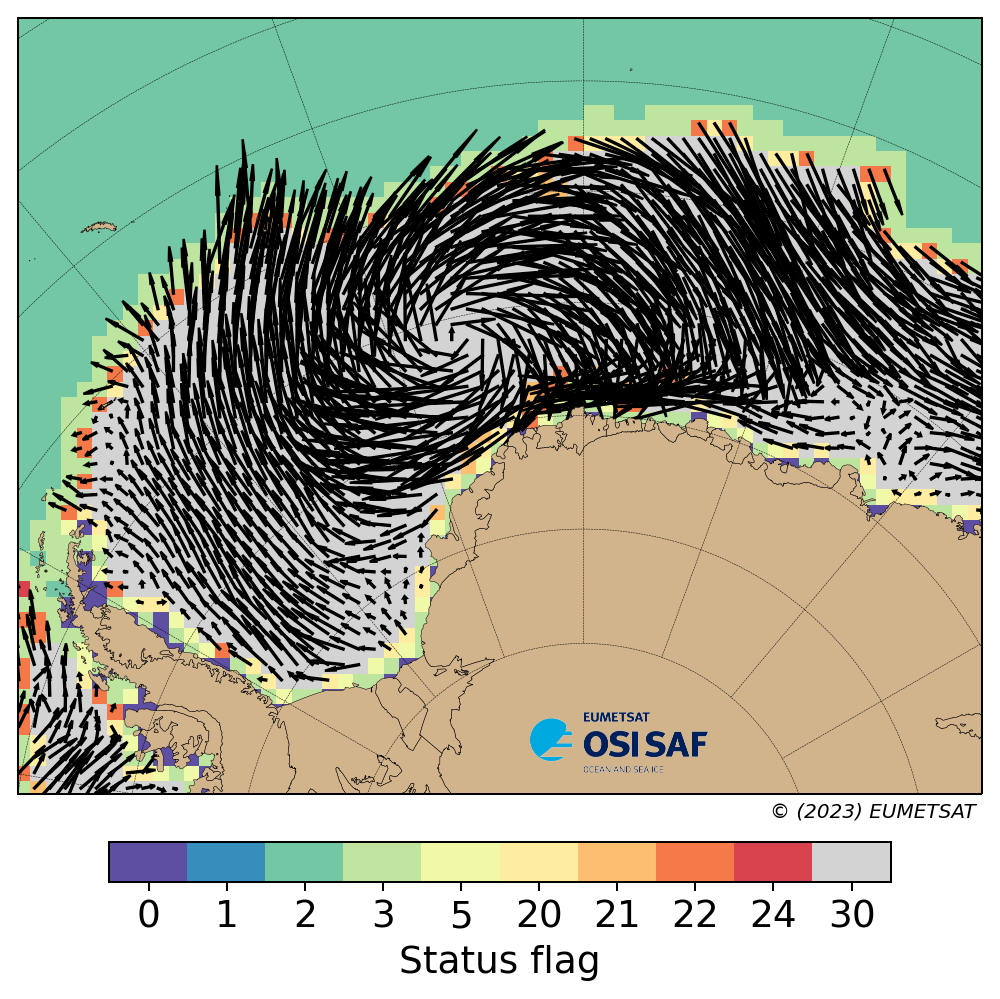 EUMETSAT
OSI SAF
OCEAN AND SEA ICE
© (2023) EUMETSAT
0 1 2 3 5 20 21 22 24 30
Status flag